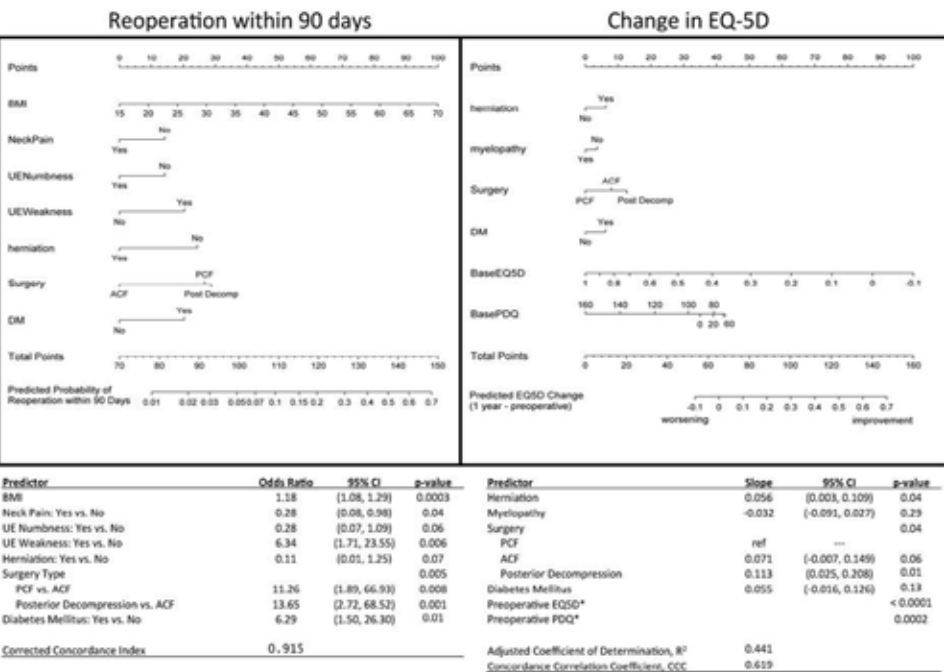 Reoperation within 90 days
Points
0 10 20 30 40 50 60 70 80 90 100
BMI
15 20 25 30 35 40 45 50 55 60 65 70
No
NeckPain
Yes
No
UENumbness
Yes
Yes
UEWeakness
No
No
herniation
Yes
PCF
Surgery
ACF Post Decomp
Yes
DM
No
Total Points
70 80 90 100 110 120 130 140 150
Predicted Probability of
Reoperation within 90 Days
0.01 0.02 0.03 0.05 0.07 0.1 0.15 0.2 0.3 0.4 0.5 0.6 0.7
Change in EQ-5D
Points
0 10 20 30 40 50 60 70 80 90 100
Yes
herniation
No
No
myelopathy
Yes
ACF
Surgery
PCF Post Decomp
Yes
DM
No
BaseEQ5D
1 0.8 0.6 0.5 0.4 0.3 0.2 0.1 0 -0.1
160 140 120 100 80
BasePDQ
0 20 60
Total Points
0 20 40 60 80 100 120 140 160
Predicted EQ5D Change
(1 year - preoperative)
-0.1 0 0.1 0.2 0.3 0.4 0.5 0.6 0.7
worsening improvement
Predictor Odds Ratio 95% CI p-value
BMI 1.18 (1.08, 1.29) 0.0003
Neck Pain: Yes vs. No 0.28 (0.08, 0.98) 0.04
UE Numbness: Yes vs. No 0.28 (0.07, 1.09) 0.06
UE Weakness: Yes vs. No 6.34 (1.71, 23.55) 0.006
Herniation: Yes vs. No 0.11 (0.01, 1.25) 0.07
Surgery Type 0.005
PCF vs. ACF 11.26 (1.89, 66.93) 0.008
Posterior Decompression vs. ACF 13.65 (2.72, 68.52) 0.001
Diabetes Mellitus: Yes vs. No 6.29 (1.50, 26.30) 0.01
Corrected Concordance Index 0.915
Predictor Slope 95% CI p-value
Herniation 0.056 (0.003, 0.109) 0.04
Myelopathy -0.032 (-0.091, 0.027) 0.29
Surgery 0.04
PCF ref ---
ACF 0.071 (-0.007, 0.149) 0.06
Posterior Decompression 0.113 (0.025, 0.208) 0.01
Diabetes Mellitus 0.055 (-0.016, 0.126) 0.13
Preoperative EQ5D* < 0.0001
Preoperative PDQ* 0.0002
Adjusted Coefficient of Determination, R² 0.441
Concordance Correlation Coefficient, CCC 0.619